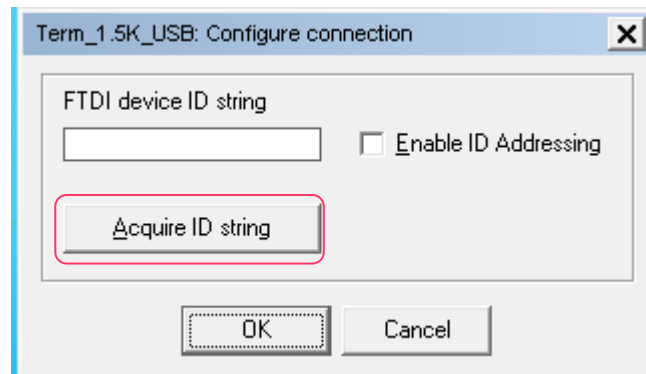 Term_1.5K_USB: Configure connection
FTDI device ID string
Enable ID Addressing
Acquire ID string
OK
Cancel